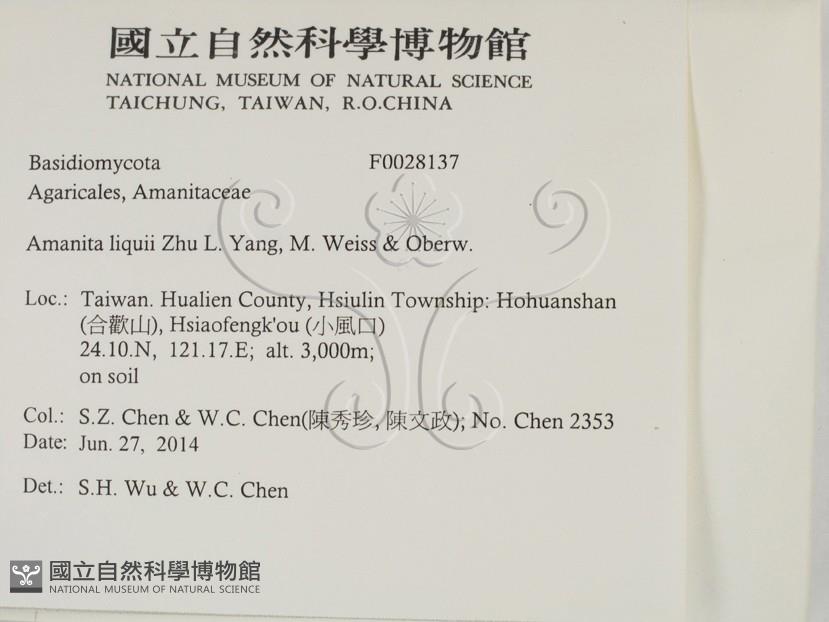 國立自然科學博物館
NATIONAL MUSEUM OF NATURAL SCIENCE
TAICHUNG, TAIWAN, R.O.CHINA
Basidiomycota F0028137
Agaricales, Amanitaceae
Amanita liquii Zhu L. Yang, M. Weiss & Oberw.
Loc.: Taiwan. Hualien County, Hsiulin Township: Hohuanshan
(合歡山), Hsiaofengk'ou (小風口)
24.10.N, 121.17.E; alt. 3,000m;
on soil
Col.: S.Z. Chen & W.C. Chen(陳秀珍, 陳文政); No. Chen 2353
Date: Jun. 27, 2014
Det.: S.H. Wu & W.C. Chen
國立自然科學博物館
NATIONAL MUSEUM OF NATURAL SCIENCE